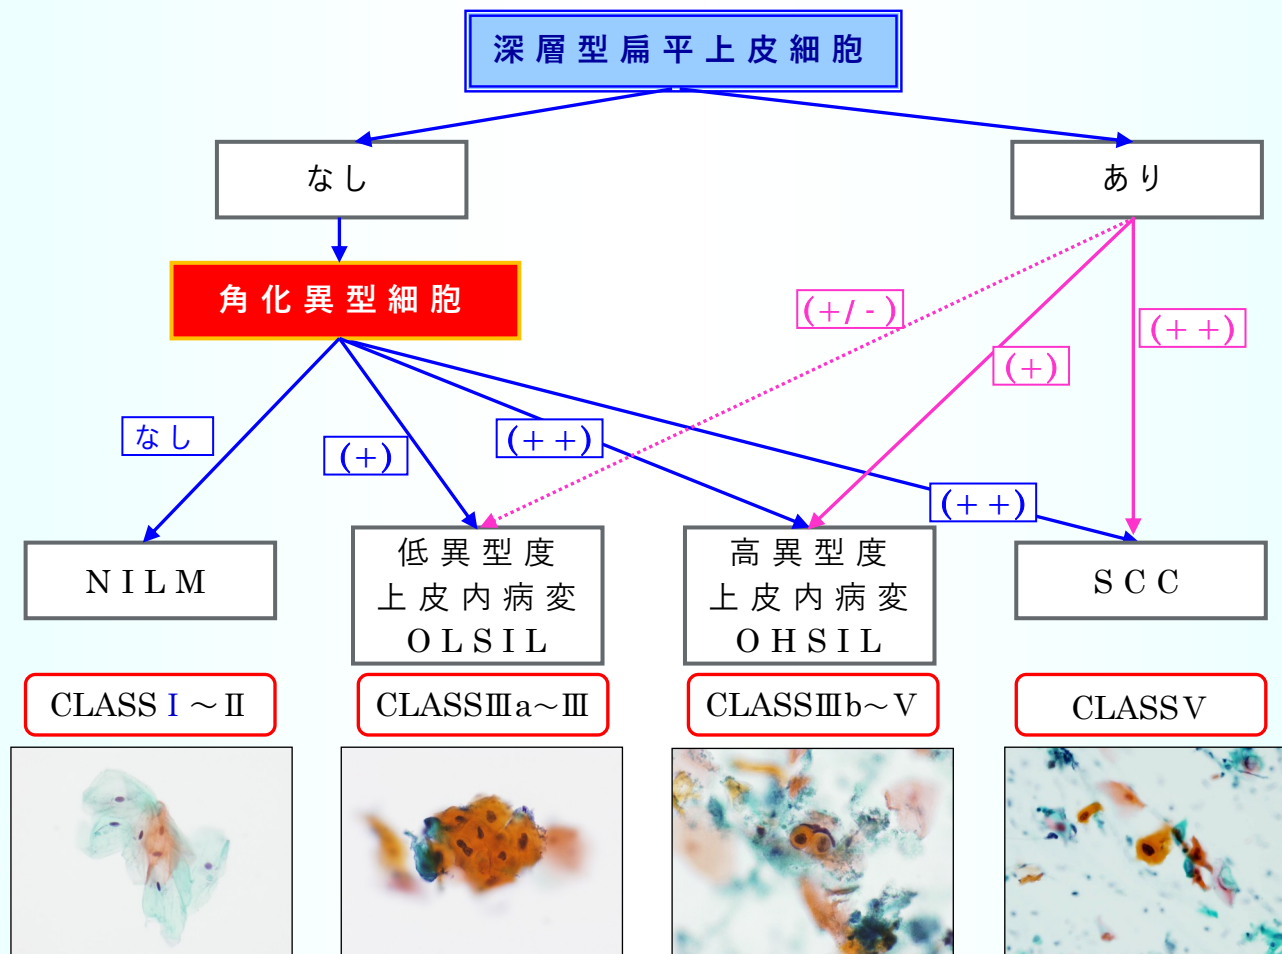 深層型扁平上皮細胞
なし
あり
角化異型細胞
(+/-)
(++)
(+)
なし
(+)
(++)
(++)
NILM
低異型度
上皮内病変
OLSIL
高異型度
上皮内病変
OHSIL
SCC
CLASS I ～Ⅱ
CLASSⅢa～Ⅲ
CLASSⅢb～Ⅴ
CLASSⅤ